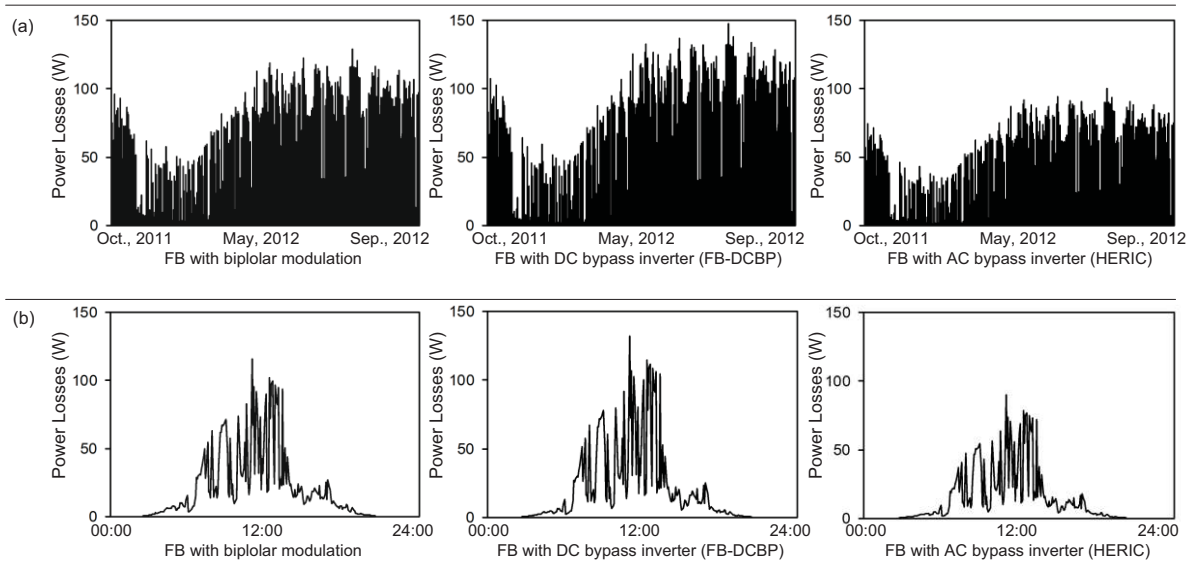 (a)
150
100
50
0
Power Losses (W)
Oct., 2011 May, 2012 Sep., 2012
FB with biplolar modulation
150
100
50
0
Power Losses (W)
Oct., 2011 May, 2012 Sep., 2012
FB with DC bypass inverter (FB-DCBP)
150
100
50
0
Power Losses (W)
Oct., 2011 May, 2012 Sep., 2012
FB with AC bypass inverter (HERIC)
(b)
150
100
50
0
Power Losses (W)
00:00 12:00 24:00
FB with biplolar modulation
150
100
50
0
Power Losses (W)
00:00 12:00 24:00
FB with DC bypass inverter (FB-DCBP)
150
100
50
0
Power Losses (W)
00:00 12:00 24:00
FB with AC bypass inverter (HERIC)